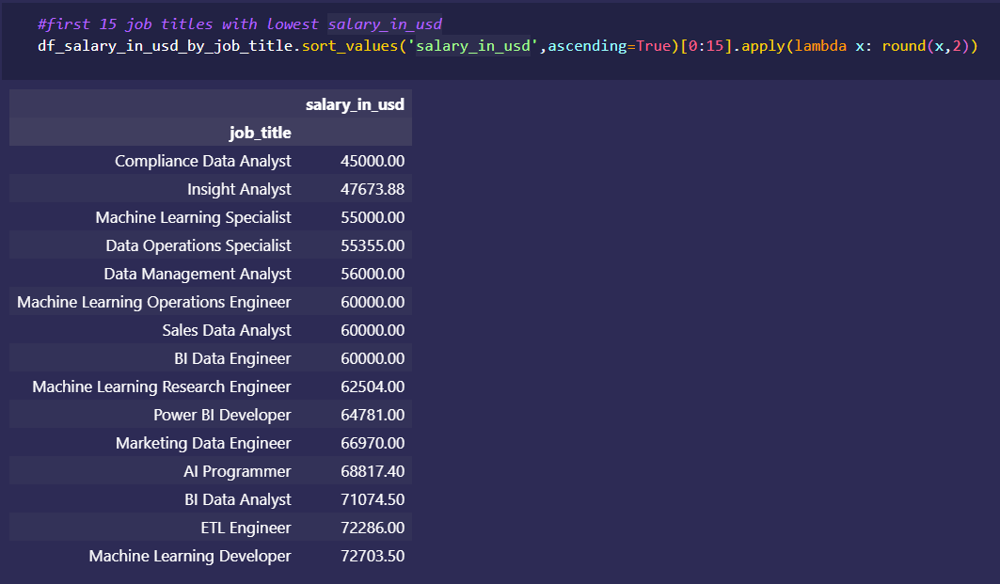 #first 15 job titles with lowest salary_in_usd
df_salary_in_usd_by_job_title.sort_values('salary_in_usd',ascending=True)[0:15].apply(lambda x: round(x,2))
salary_in_usd
job_title
Compliance Data Analyst 45000.00
Insight Analyst 47673.88
Machine Learning Specialist 55000.00
Data Operations Specialist 55355.00
Data Management Analyst 56000.00
Machine Learning Operations Engineer 60000.00
Sales Data Analyst 60000.00
BI Data Engineer 60000.00
Machine Learning Research Engineer 62504.00
Power BI Developer 64781.00
Marketing Data Engineer 66970.00
AI Programmer 68817.40
BI Data Analyst 71074.50
ETL Engineer 72286.00
Machine Learning Developer 72703.50